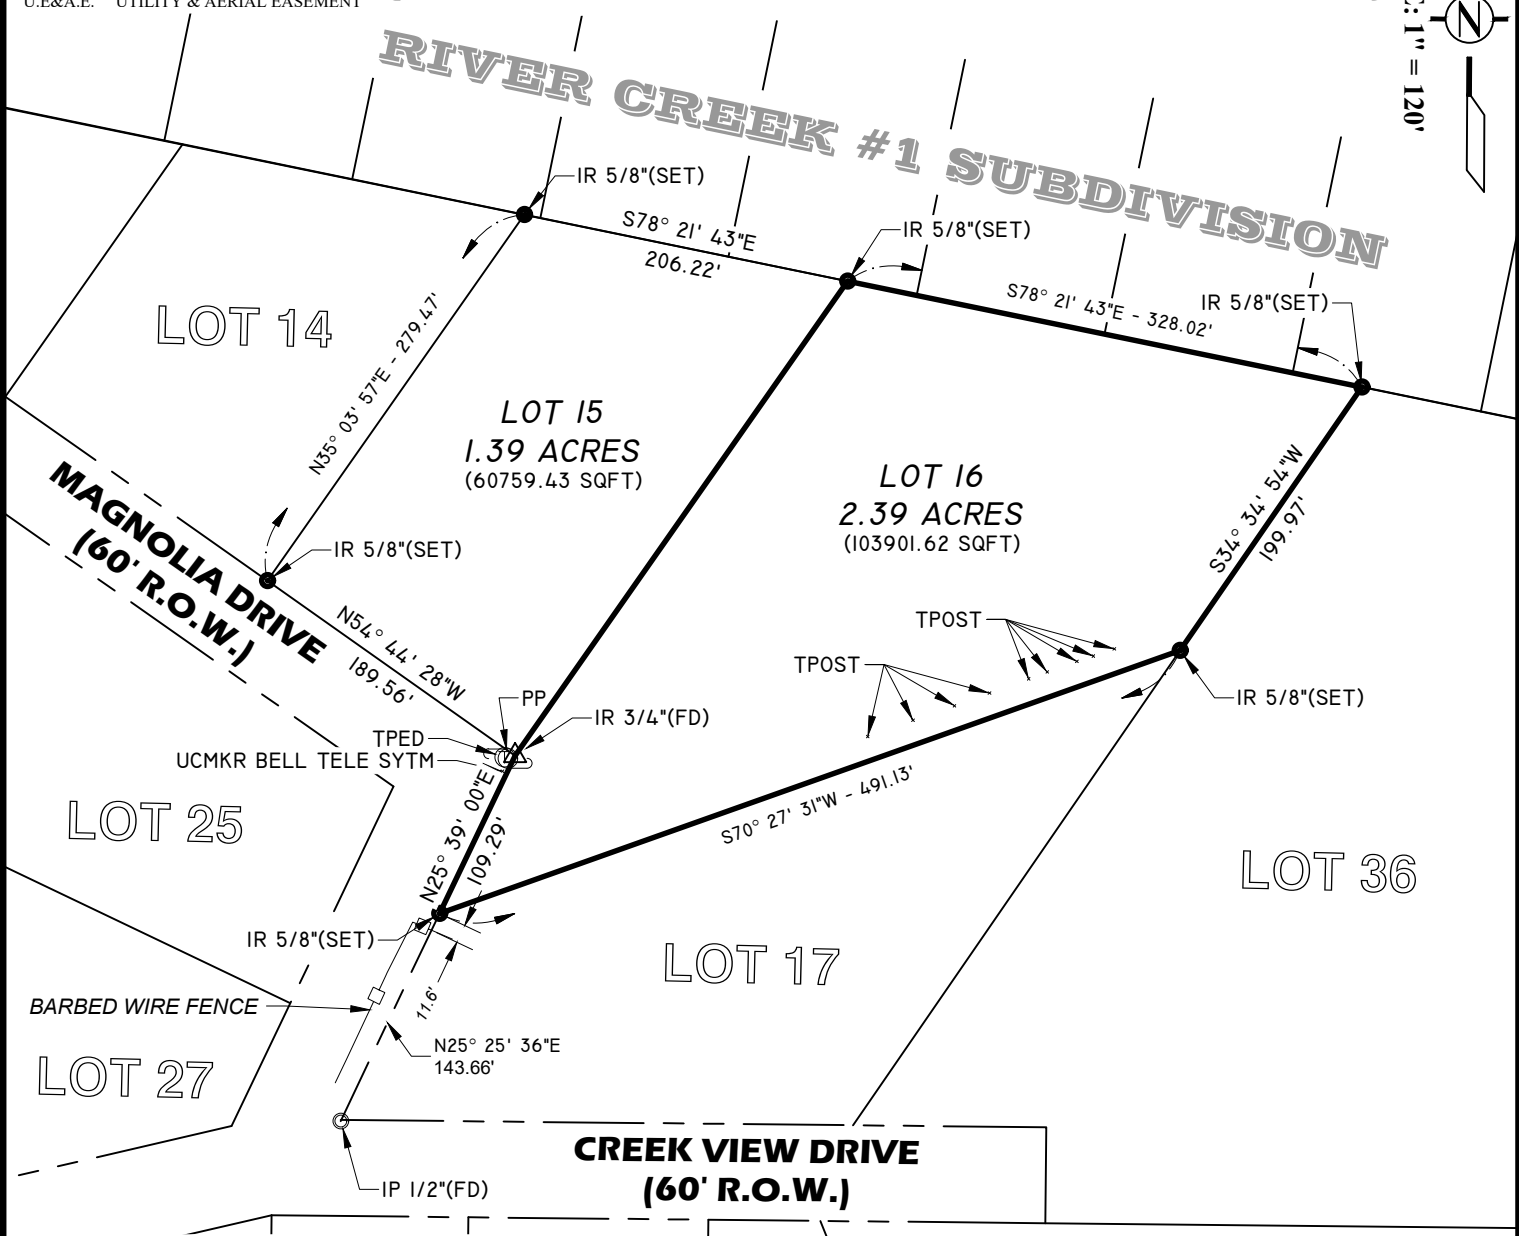 U.E&A.E. UTILITY & AERIAL EASEMENT
: 1" = 120'
N
RIVER CREEK #1 SUBDIVISION
IR 5/8"(SET)
S78° 21' 43"E
206.22'
IR 5/8"(SET)
S78° 21' 43"E - 328.02'
IR 5/8"(SET)
LOT 14
N35° 03' 57"E - 279.47'
LOT 15
1.39 ACRES
(60759.43 SQFT)
LOT 16
2.39 ACRES
(103901.62 SQFT)
S34° 34' 54"W
199.97'
MAGNOLIA DRIVE
(60' R.O.W.)
IR 5/8"(SET)
N54° 44' 28"W
189.56'
TPOST
TPOST
PP
IR 3/4"(FD)
IR 5/8"(SET)
TPED
UCMKR BELL TELE SYTM
N25° 39' 00"E
109.29'
S70° 27' 31"W - 491.13'
LOT 25
LOT 36
IR 5/8"(SET)
LOT 17
BARBED WIRE FENCE
11.6'
N25° 25' 36"E
143.66'
LOT 27
CREEK VIEW DRIVE
(60' R.O.W.)
IP 1/2"(FD)